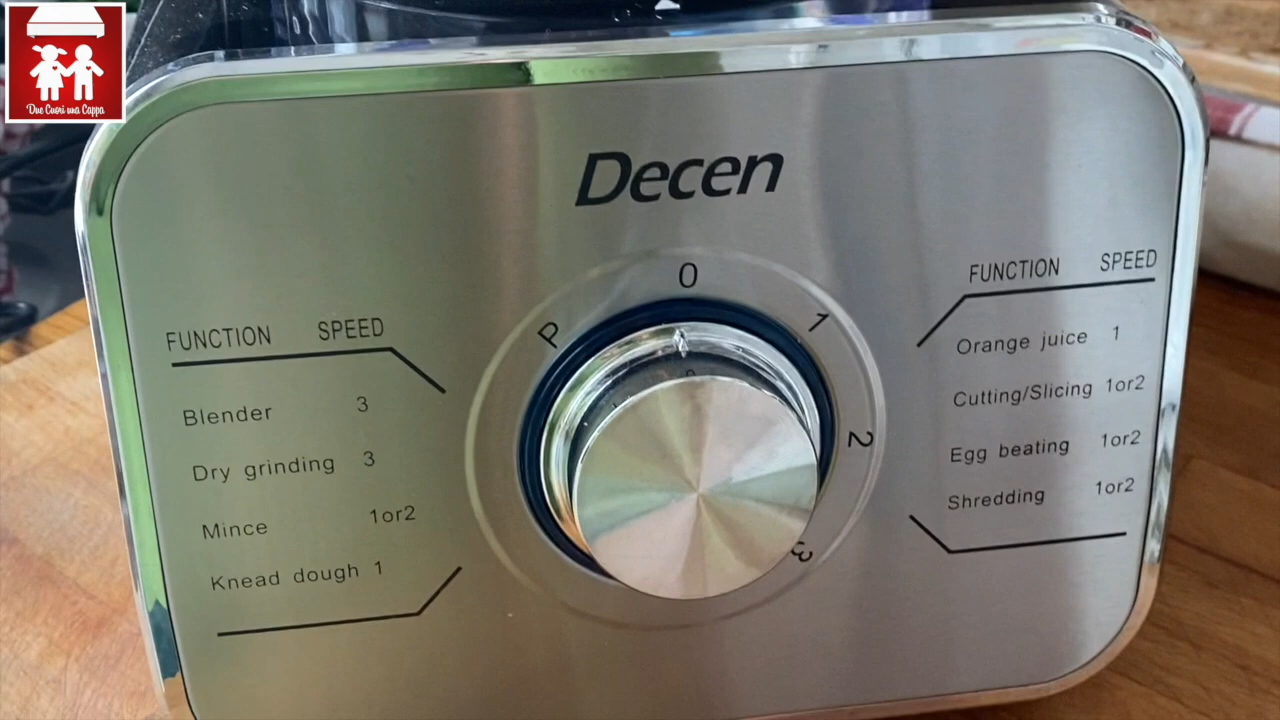 Due Cuori una Cappa
Decen
FUNCTION SPEED
Blender 3
Dry grinding 3
Mince 1or2
Knead dough 1
P
0
1
2
3
FUNCTION SPEED
Orange juice 1
Cutting/Slicing 1or2
Egg beating 1or2
Shredding 1or2